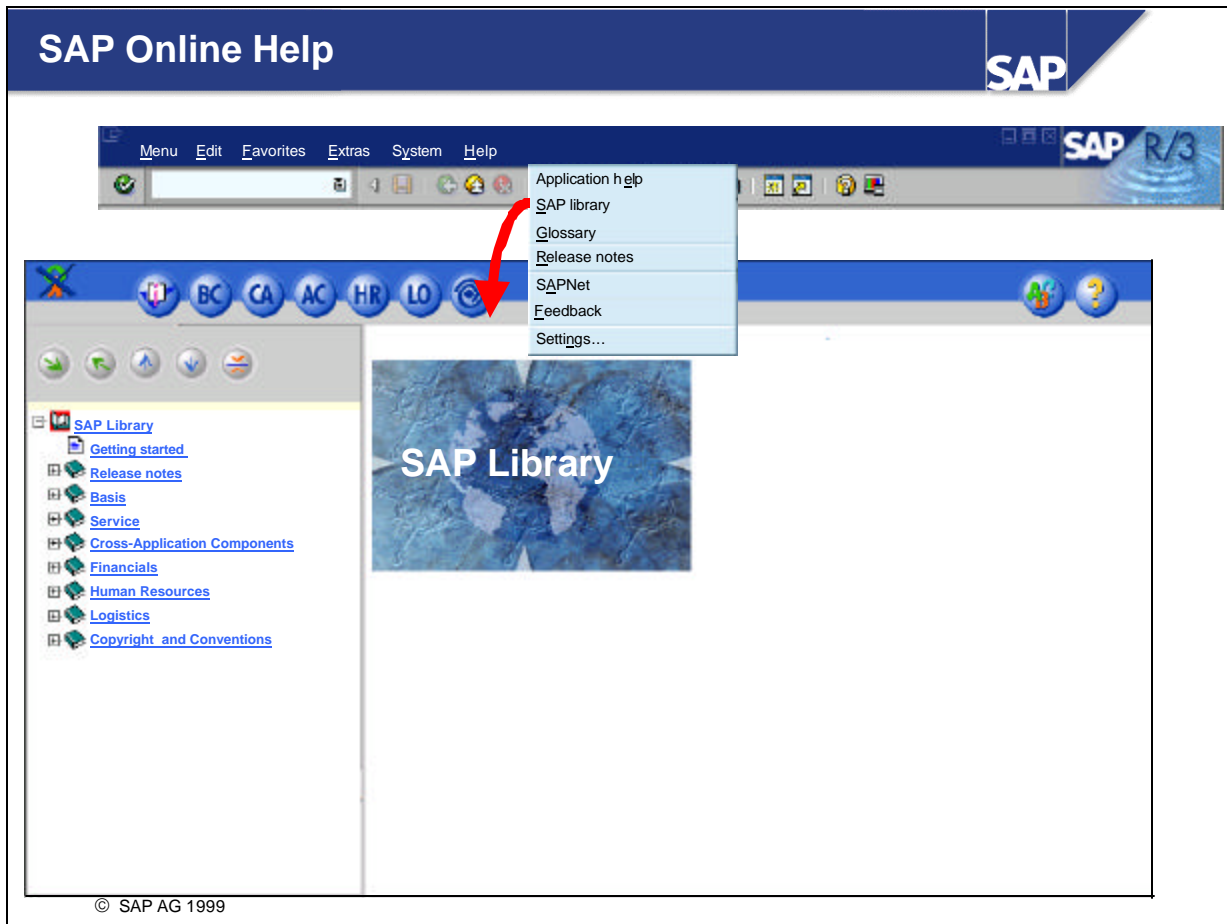 SAP Online Help
SAP
Menu Edit Favorites Extras System Help
SAP R/3
Application help
SAP library
Glossary
Release notes
SAPNet
Feedback
Settings…
BC CA AC HR LO
SAP Library
Getting started
Release notes
Basis
Service
Cross-Application Components
Financials
Human Resources
Logistics
Copyright and Conventions
SAP Library
© SAP AG 1999